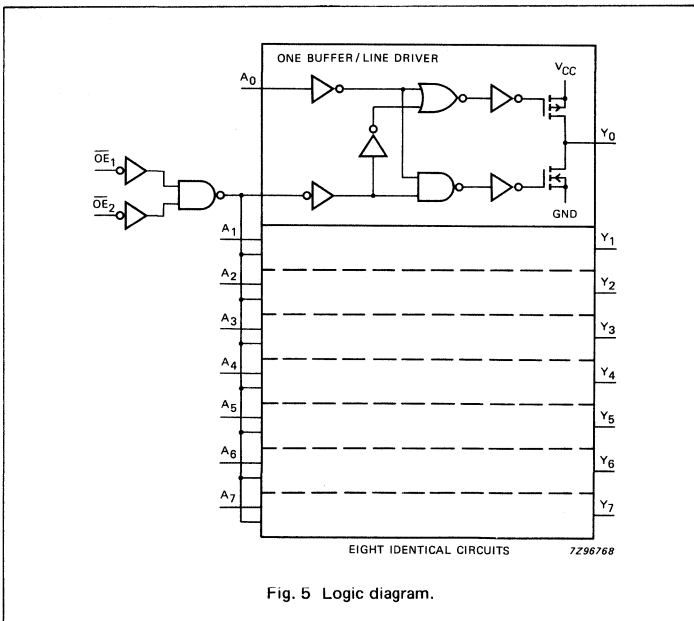 ONE BUFFER/LINE DRIVER
A0
VCC
Y0
OE1
OE2
GND
A1
Y1
A2
Y2
A3
Y3
A4
Y4
A5
Y5
A6
Y6
A7
Y7
EIGHT IDENTICAL CIRCUITS
7Z96768
Fig. 5 Logic diagram.